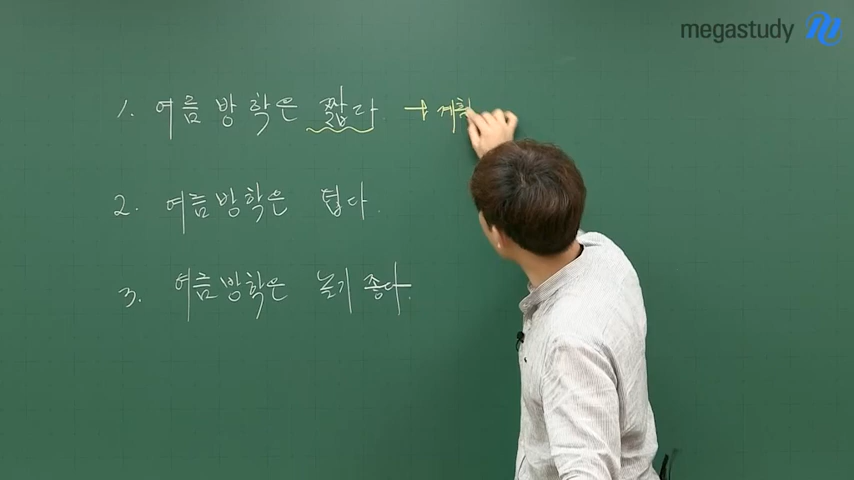 megastudy
1. 여름방학은 짧다. → 계획
2. 여름방학은 덥다.
3. 여름방학은 놀기 좋다.